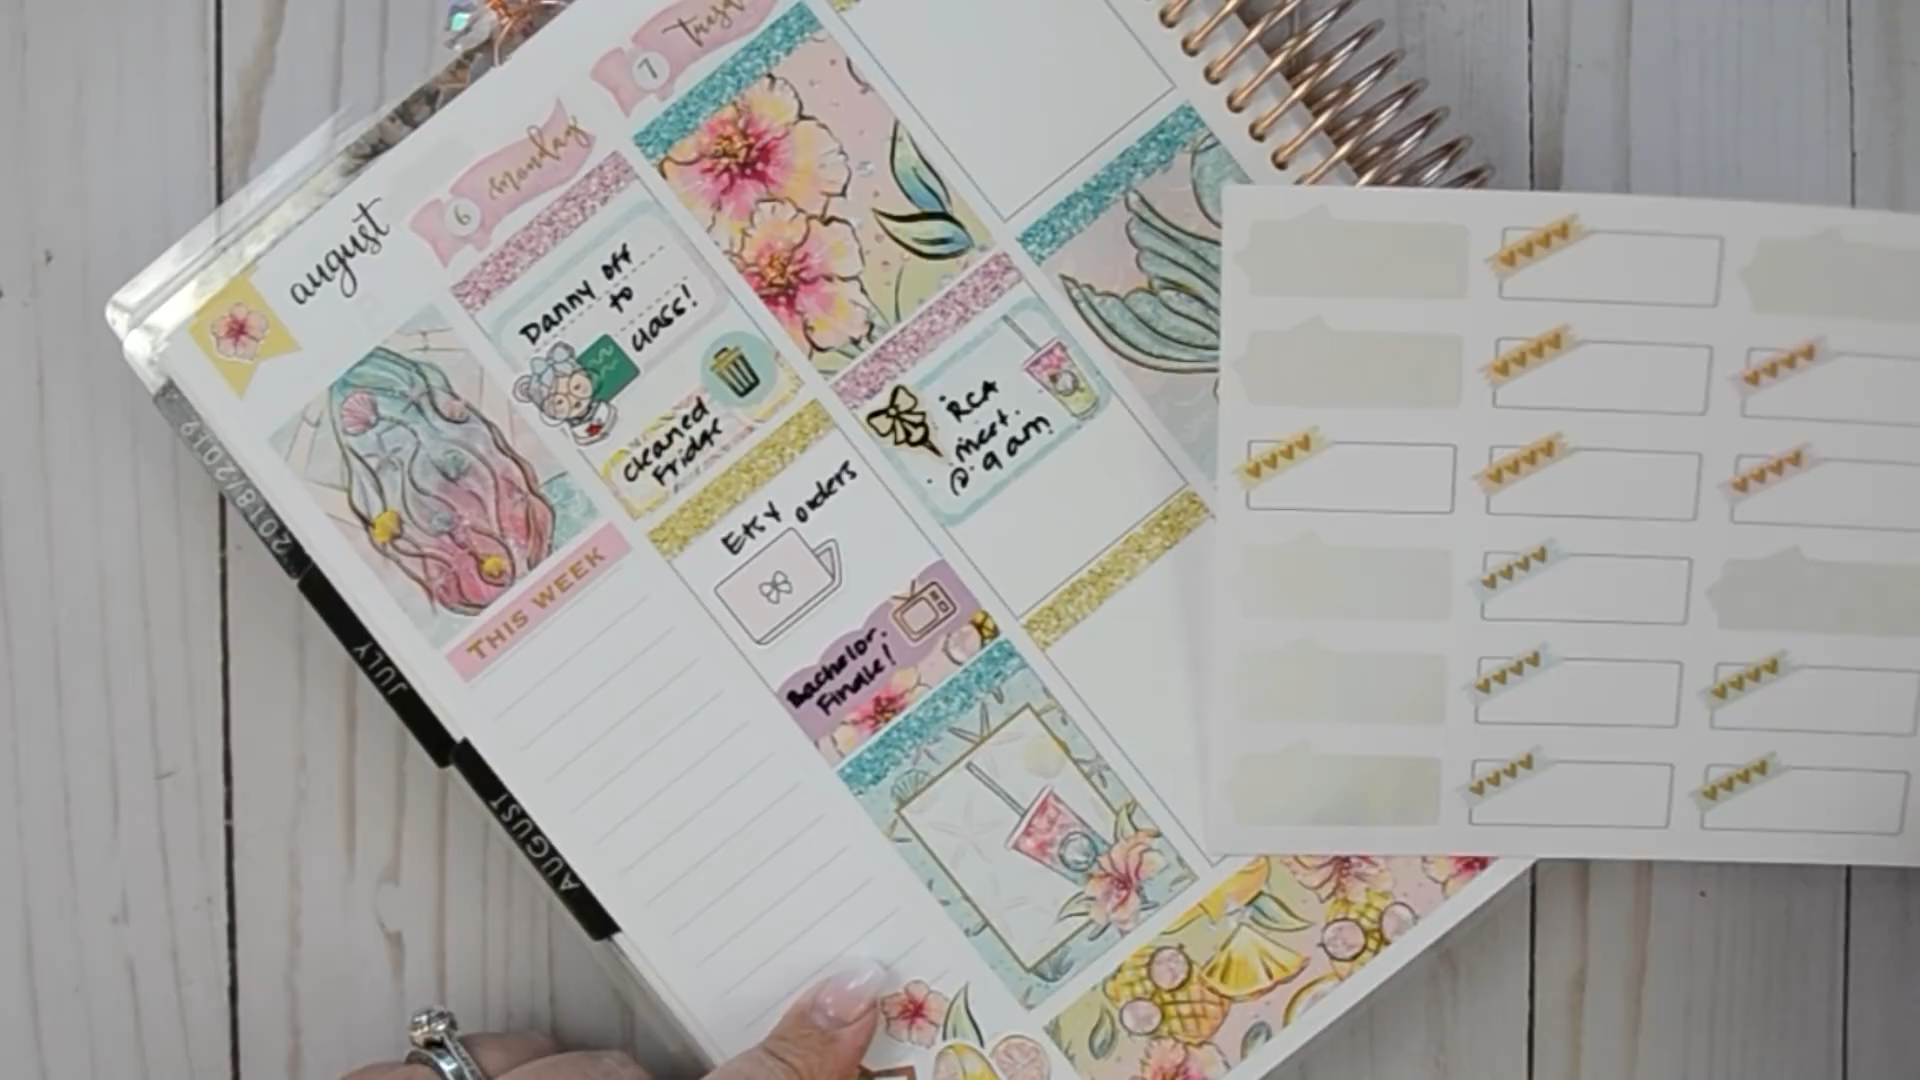 august
6
monday
7
Danny off
to
class!
Cleaned
Fridge
Etsy orders
Bachelor
Finale!
RCA
meet.
@ 9 am
THIS WEEK
2018/2019
JULY
AUGUST